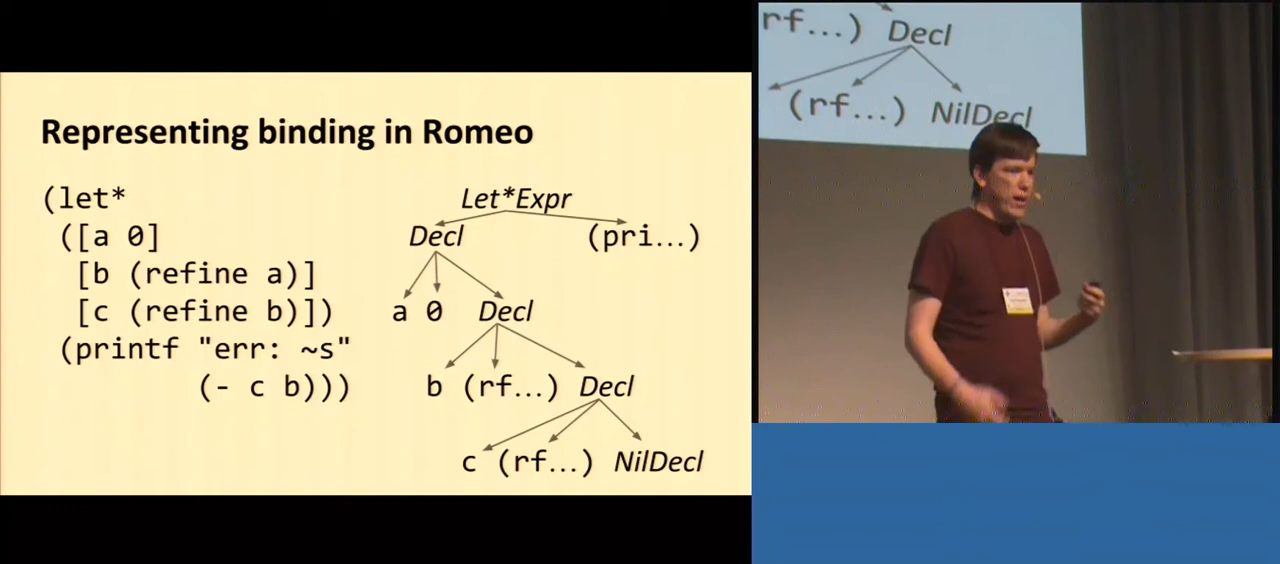 Representing binding in Romeo
(let*
([a 0]
[b (refine a)]
[c (refine b)])
(printf "err: ~s"
(- c b)))
Let*Expr
Decl (pri...)
a 0 Decl
b (rf...) Decl
c (rf...) NilDecl
rf...) Decl
(rf...) NilDecl